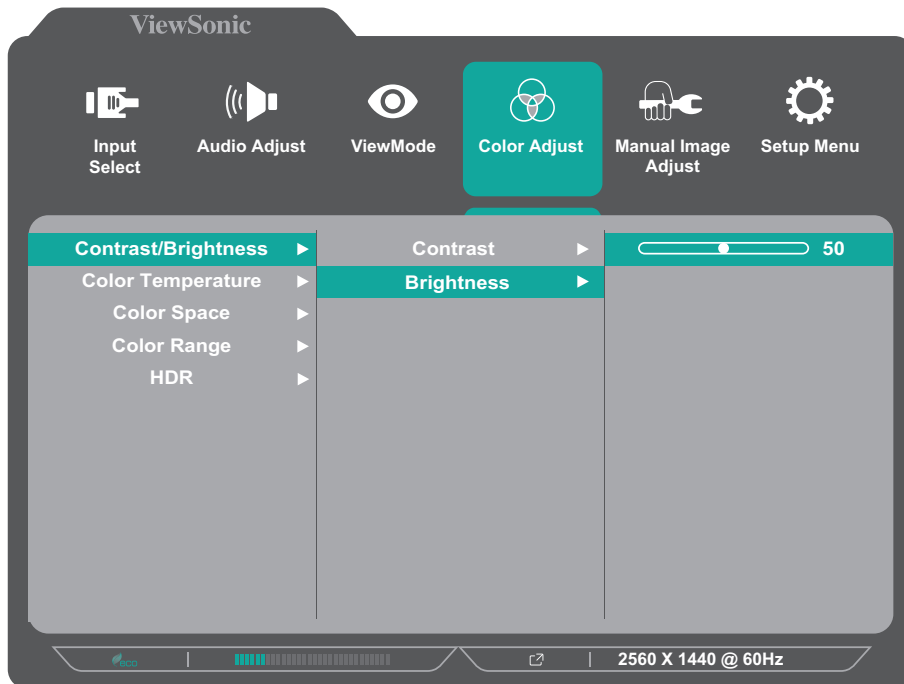 ViewSonic
Input
Select
Audio Adjust
ViewMode
Color Adjust
Manual Image
Adjust
Setup Menu
Contrast/Brightness
Color Temperature
Color Space
Color Range
HDR
Contrast
Brightness
50
eco
2560 X 1440 @ 60Hz